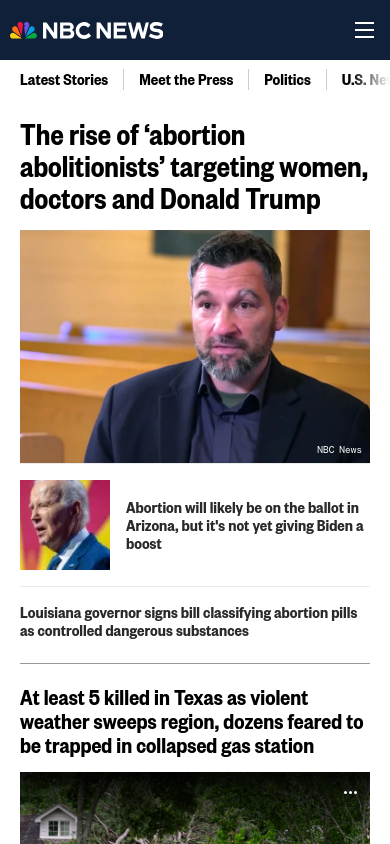 NBC NEWS
Latest Stories
Meet the Press
Politics
U.S. Ne
The rise of ‘abortion
abolitionists’ targeting women,
doctors and Donald Trump
NBC News
Abortion will likely be on the ballot in
Arizona, but it's not yet giving Biden a
boost
Louisiana governor signs bill classifying abortion pills
as controlled dangerous substances
At least 5 killed in Texas as violent
weather sweeps region, dozens feared to
be trapped in collapsed gas station